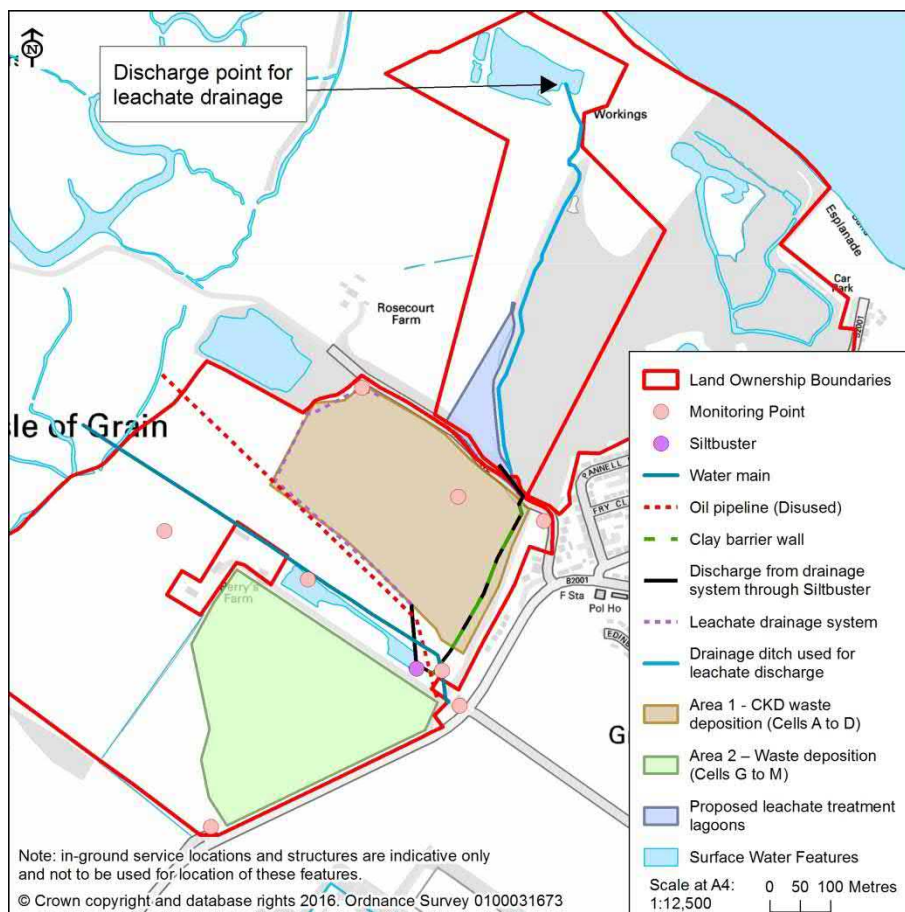 N
Discharge point for
leachate drainage
Workings
Esplanade
Car
Park
B2001
Rosecourt
Farm
sle of Grain
ANNELL
FRY CL
B2001
F Sta
Pol Ho
EDINB
Perry's
Farm
G
Land Ownership Boundaries
Monitoring Point
Siltbuster
Water main
Oil pipeline (Disused)
Clay barrier wall
Discharge from drainage
system through Siltbuster
Leachate drainage system
Drainage ditch used for
leachate discharge
Area 1 - CKD waste
deposition (Cells A to D)
Area 2 – Waste deposition
(Cells G to M)
Proposed leachate treatment
lagoons
Surface Water Features
Scale at A4:
1:12,500
0 50 100 Metres
Note: in-ground service locations and structures are indicative only
and not to be used for location of these features.
© Crown copyright and database rights 2016. Ordnance Survey 0100031673